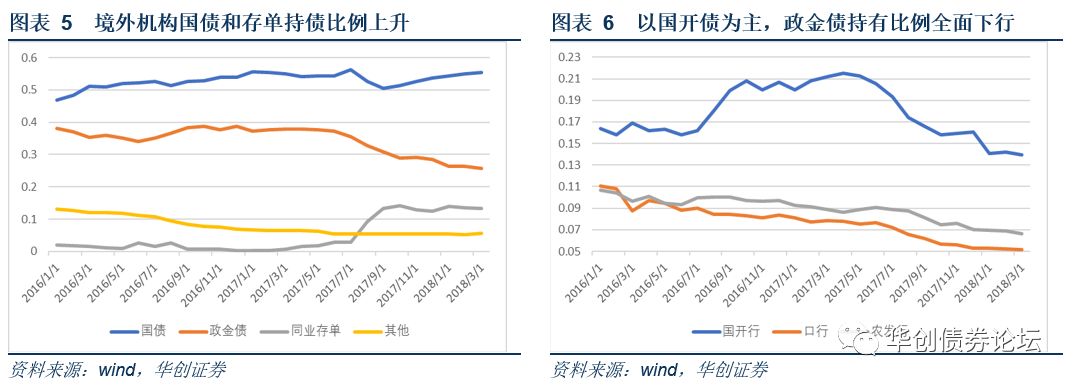 图表 5 境外机构国债和存单持债比例上升
0.6
0.5
0.4
0.3
0.2
0.1
0
2016/1/1 2016/3/1 2016/5/1 2016/7/1 2016/9/1 2016/11/1 2017/1/1 2017/3/1 2017/5/1 2017/7/1 2017/9/1 2017/11/1 2018/1/1 2018/3/1
国债 政金债 同业存单 其他
资料来源：wind，华创证券
图表 6 以国开债为主，政金债持有比例全面下行
0.23
0.21
0.19
0.17
0.15
0.13
0.11
0.09
0.07
0.05
2016/1/1 2016/3/1 2016/5/1 2016/7/1 2016/9/1 2016/11/1 2017/1/1 2017/3/1 2017/5/1 2017/7/1 2017/9/1 2017/11/1 2018/1/1 2018/3/1
国开行 口行 农发行
华创债券论坛
资料来源：wind，华创证券